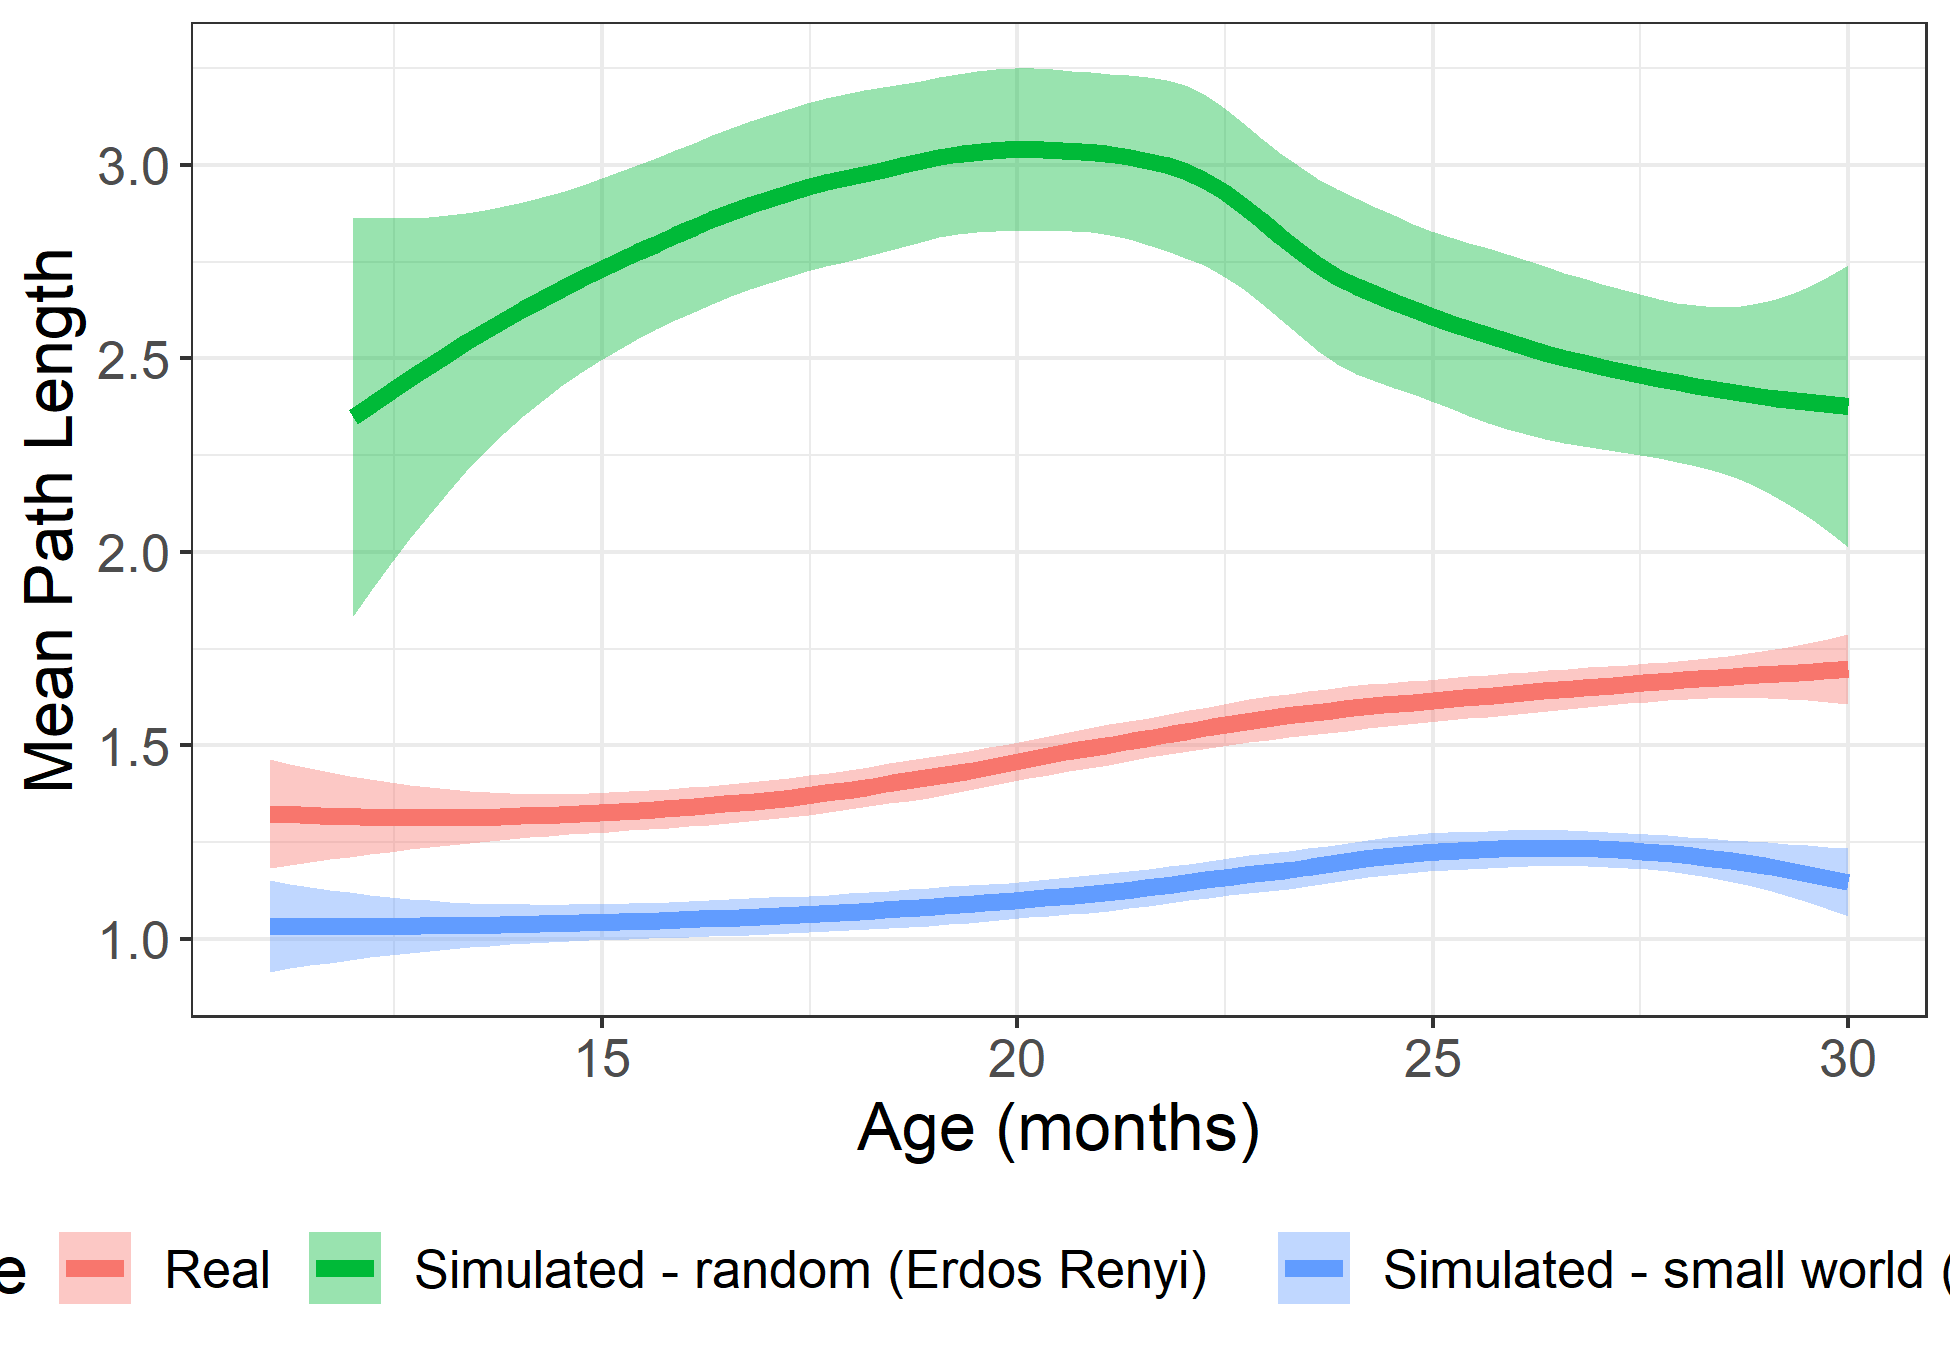 Mean Path Length
3.0
2.5
2.0
1.5
1.0
15 20 25 30
Age (months)
e Real Simulated - random (Erdos Renyi) Simulated - small world (